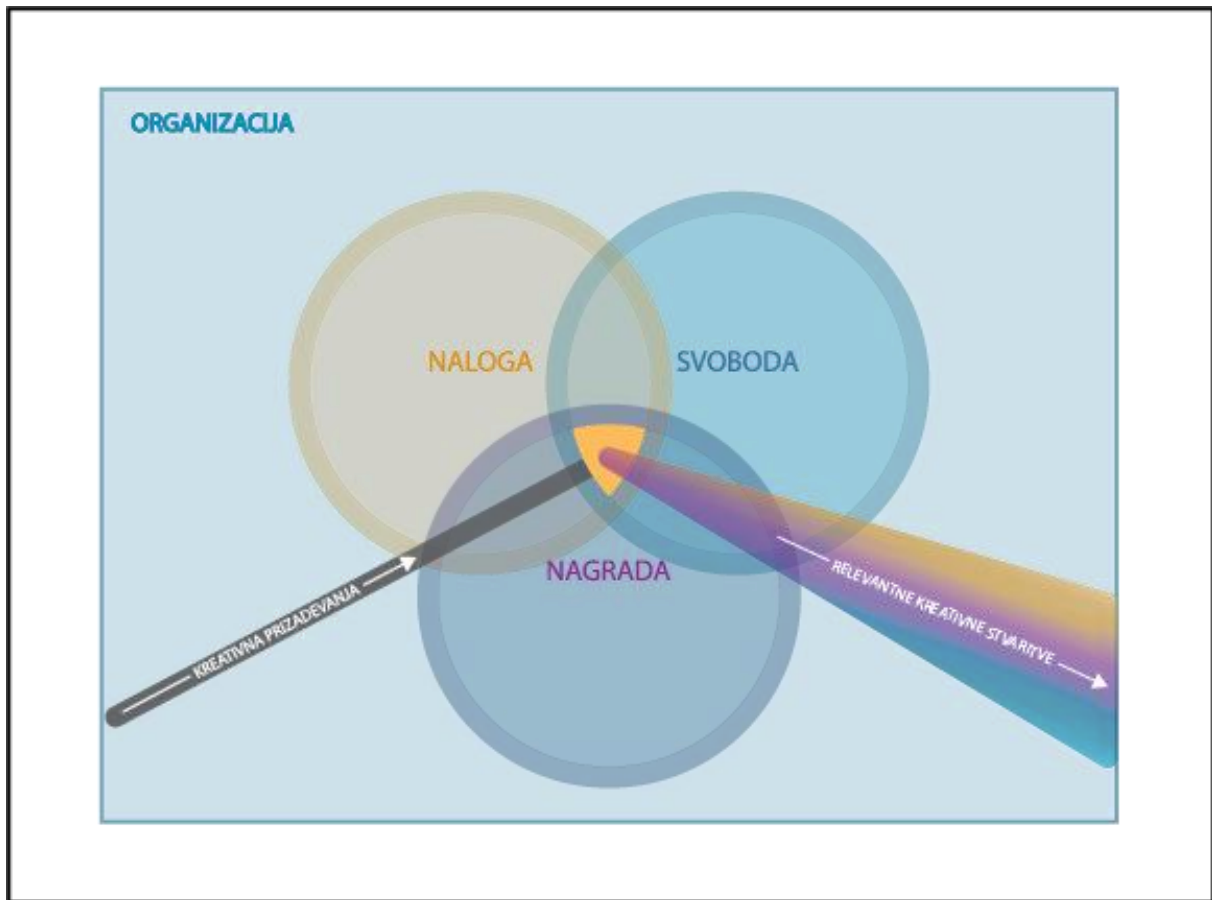 ORGANIZACIJA
NALOGA
SVOBODA
NAGRADA
KREATIVNA PRIZADEVANJA
RELEVANTNE KREATIVNE STVARITVE